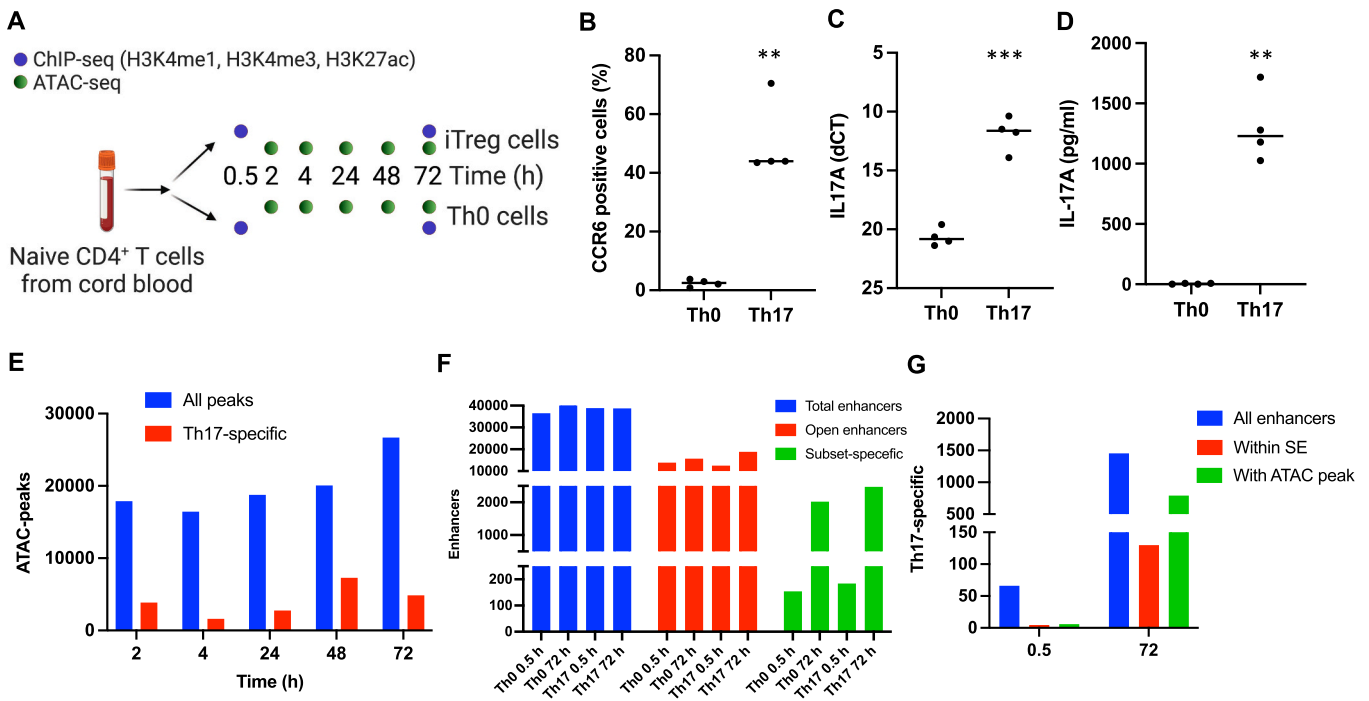 A
ChIP-seq (H3K4me1, H3K4me3, H3K27ac)
ATAC-seq
iTreg cells
0.5 2 4 24 48 72 Time (h)
Th0 cells
Naive CD4⁺ T cells
from cord blood
B
CCR6 positive cells (%)
80
60
40
20
0
**
Th0 Th17
C
IL17A (dCT)
5
10
15
20
25
***
Th0 Th17
D
IL-17A (pg/ml)
2000
1500
1000
500
0
**
Th0 Th17
E
All peaks
Th17-specific
ATAC-peaks
30000
20000
10000
0
2 4 24 48 72
Time (h)
F
Total enhancers
Open enhancers
Subset-specefic
Enhancers
40000
30000
20000
10000
2000
1000
200
100
0
Th0 0.5 h
Th0 72 h
Th17 0.5 h
Th17 72 h
Th0 0.5 h
Th0 72 h
Th17 0.5 h
Th17 72 h
Th0 0.5 h
Th0 72 h
Th17 0.5 h
Th17 72 h
G
All enhancers
Within SE
With ATAC peak
Th17-specific
2000
1500
1000
500
150
100
50
0
0.5 72